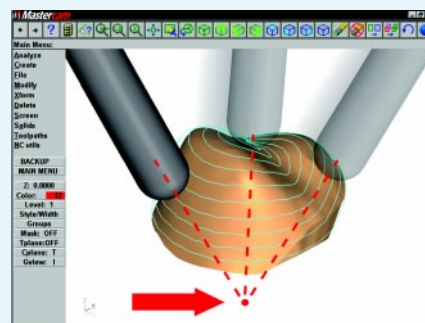 Mastercam
Main Menu:
Analyze
Create
File
Modify
Xform
Delete
Screen
Solids
Toolpaths
NC utils
BACKUP
MAIN MENU
Z: 0.0000
Color: 12
Level: 1
Style/Width
Groups
Mask: OFF
Tplane:OFF
Cplane: T
Gview: I